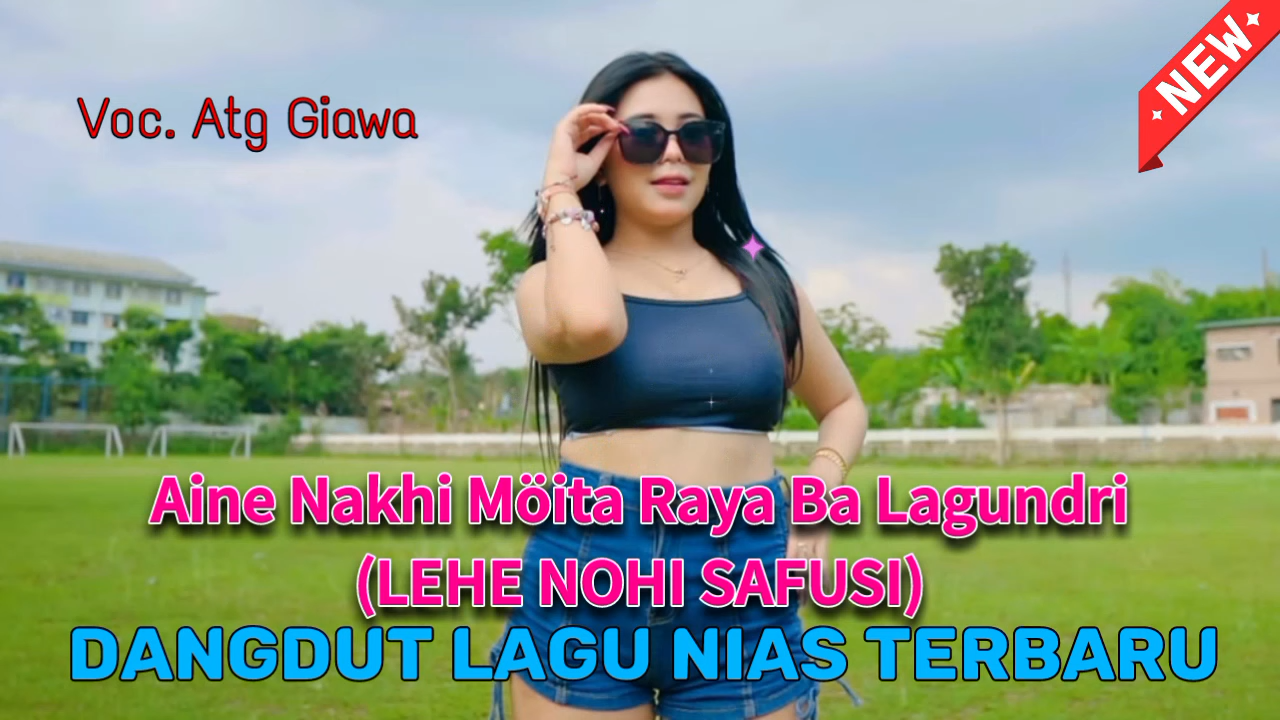 Voc. Atg Giawa
NEW
Aine Nakhi Möita Raya Ba Lagundri
(LEHE NOHI SAFUSI)
DANGDUT LAGU NIAS TERBARU